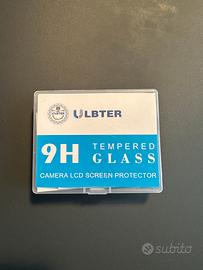 ULBTER
9H TEMPERED
GLASS
CAMERA LCD SCREEN PROTECTOR
subito